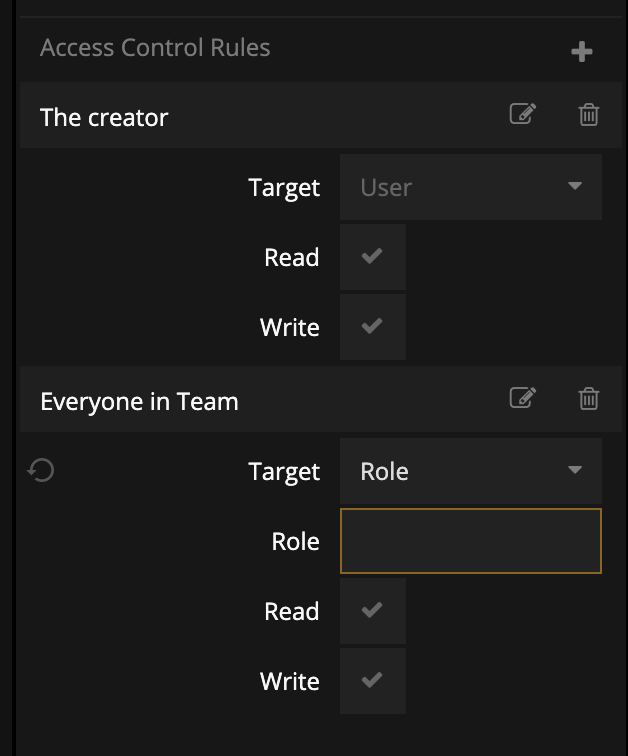 Access Control Rules
The creator
Target User
Read
Write
Everyone in Team
Target Role
Role
Read
Write